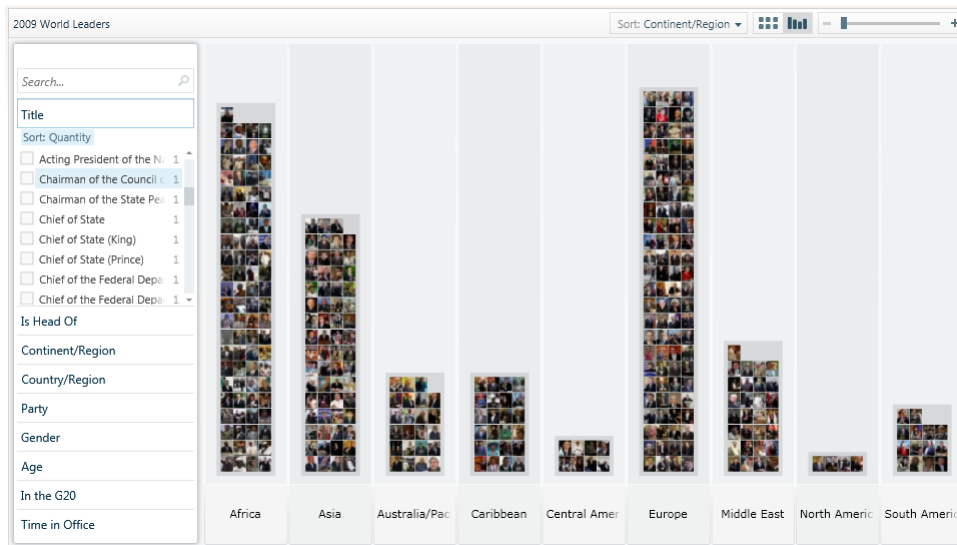 2009 World Leaders
Sort: Continent/Region
Search...
Title
Sort: Quantity
Acting President of the Na 1
Chairman of the Council o 1
Chairman of the State Pea 1
Chief of State 1
Chief of State (King) 1
Chief of State (Prince) 1
Chief of the Federal Depa 1
Chief of the Federal Depa 1
Is Head Of
Continent/Region
Country/Region
Party
Gender
Age
In the G20
Time in Office
Africa
Asia
Australia/Pac
Caribbean
Central Amer
Europe
Middle East
North Americ
South Americ